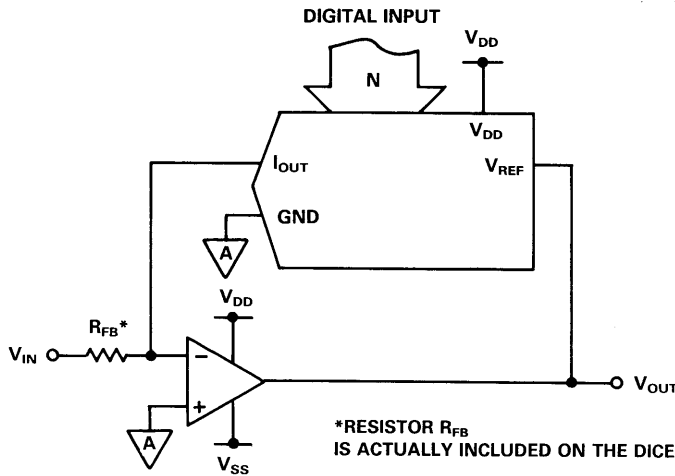 DIGITAL INPUT
N
VDD
VDD
IOUT
VREF
GND
A
VDD
RFB*
VIN
−
+
VOUT
A
VSS
*RESISTOR RFB
IS ACTUALLY INCLUDED ON THE DICE